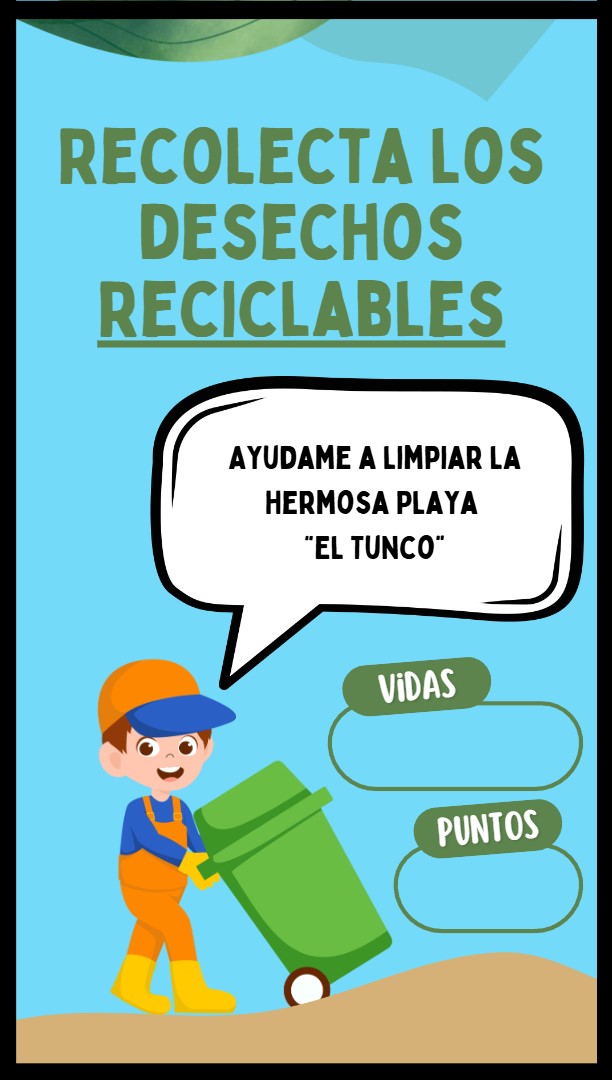 RECOLECTA LOS
DESECHOS
RECICLABLES
AYUDAME A LIMPIAR LA
HERMOSA PLAYA
"EL TUNCO"
ViDAS
PUNTOS